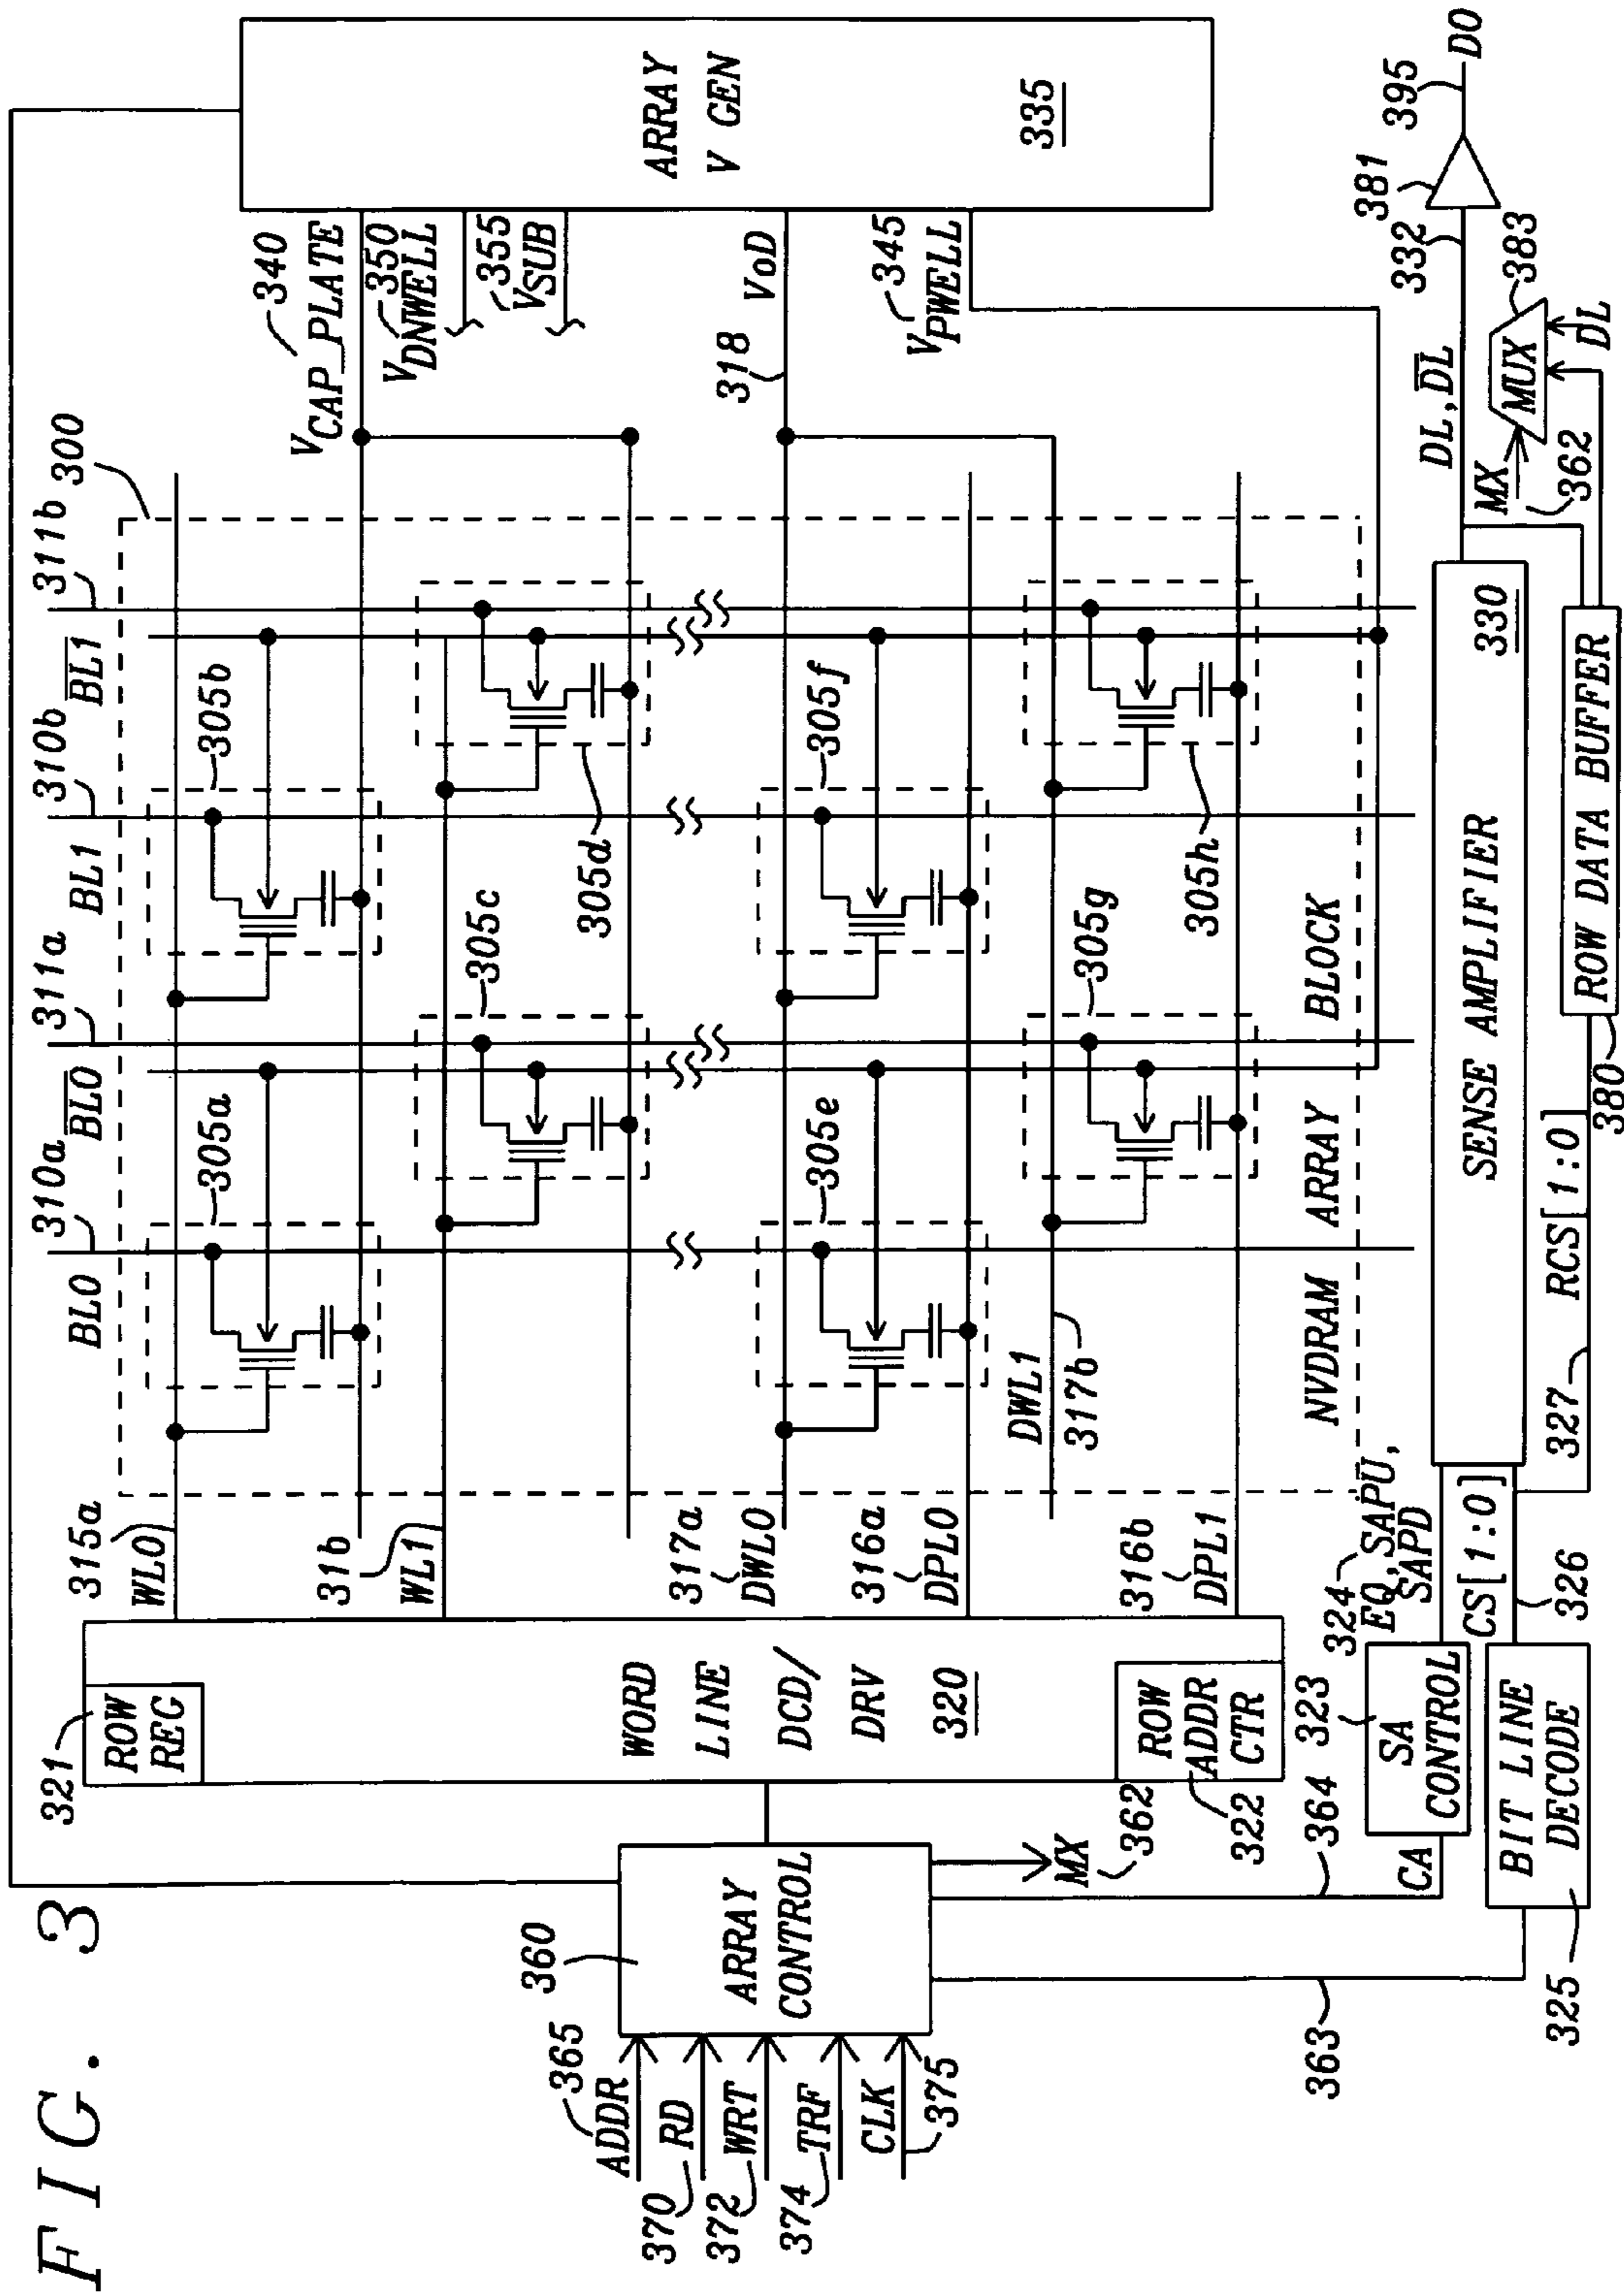 FIG. 3
321
ROW
REG
WORD
LINE
DCD/
DRV
320
ROW
ADDR
CTR
322
360
ARRAY
CONTROL
365
ADDR
370
RD
372
WRT
374
TRF
CLK
375
MX
362
363
364
CA
323
SA
CONTROL
324
EQ, SAPU,
SAPD
CS[1:0]
326
BIT LINE
DECODE
325
327
RCS[1:0]
315a
WL0
31b
WL1
317a
DWL0
316a
DPL0
DWL1
317b
316b
DPL1
310a
BL0
311a
B̅L̅0̅
310b
BL1
311b
B̅L̅1̅
300
305a
305b
305c
305d
305e
305f
305g
305h
NVDRAM ARRAY BLOCK
340
VCAP_PLATE
350
VDNWELL
355
VSUB
318
VOD
345
VPWELL
ARRAY
V GEN
335
SENSE AMPLIFIER
330
ROW DATA BUFFER
380
DL, D̅L̅
332
381
395
DO
MX
362
MUX
383
DL